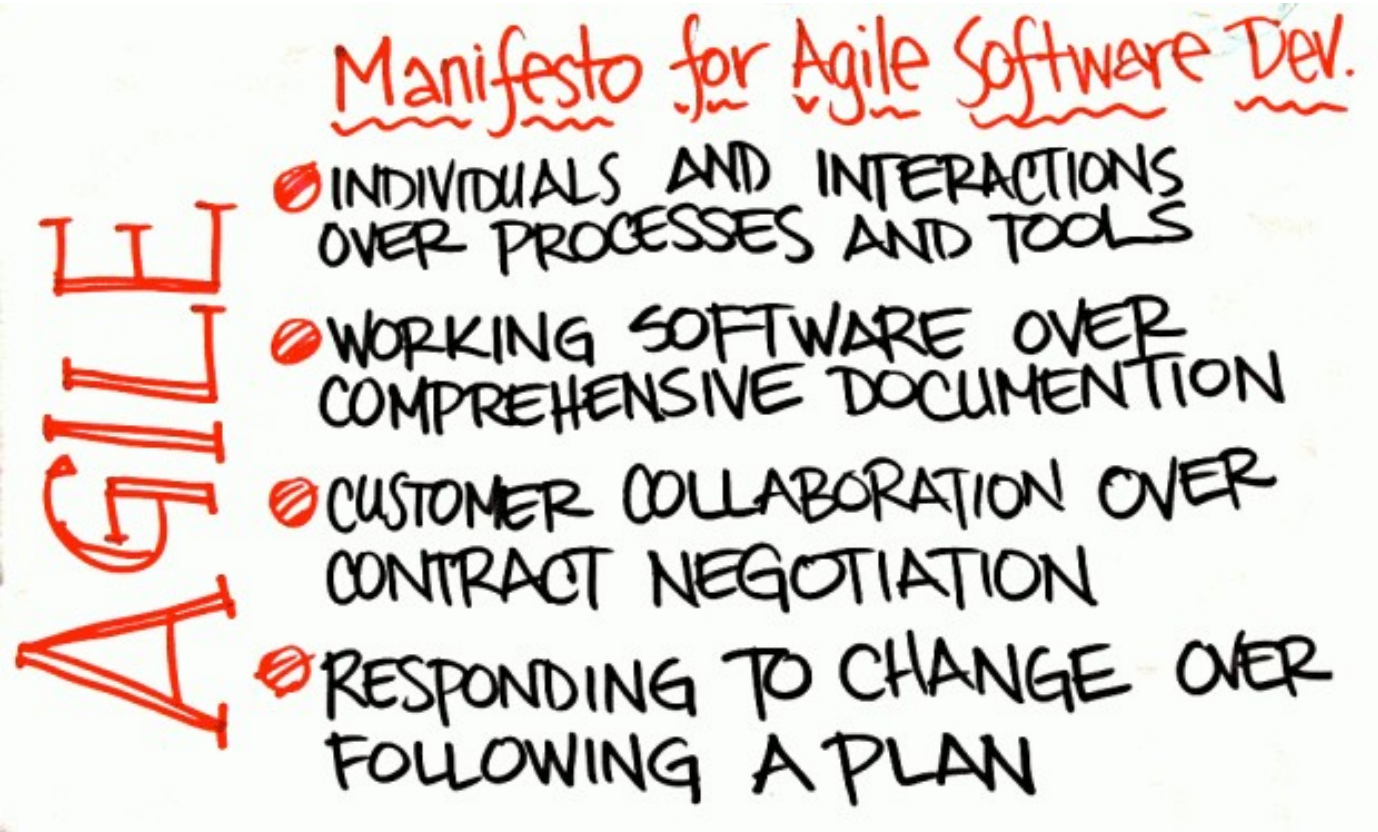 Manifesto for Agile Software Dev.
AGILE
INDIVIDUALS AND INTERACTIONS
OVER PROCESSES AND TOOLS
WORKING SOFTWARE OVER
COMPREHENSIVE DOCUMENTION
CUSTOMER COLLABORATION OVER
CONTRACT NEGOTIATION
RESPONDING TO CHANGE OVER
FOLLOWING A PLAN